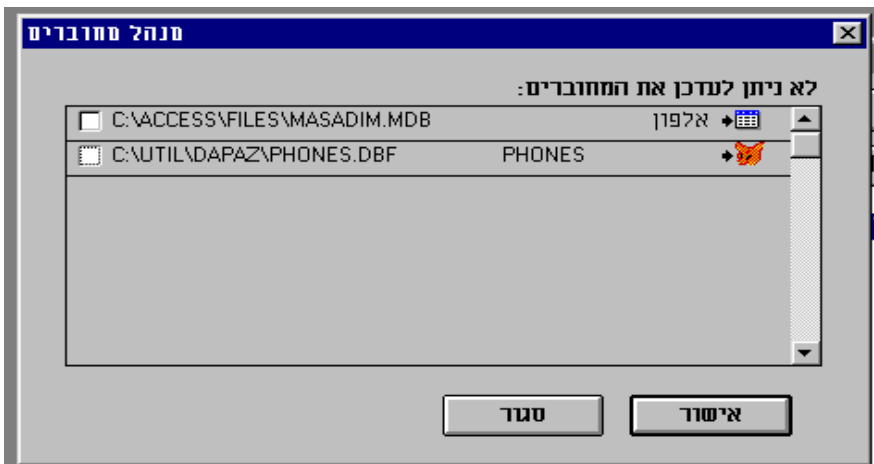 מנהל מחוברים
לא ניתן לעדכן את המחוברים:
אלפון C:\ACCESS\FILES\MASADIM.MDB
PHONES C:\UTIL\DAPAZ\PHONES.DBF
אישור סגור